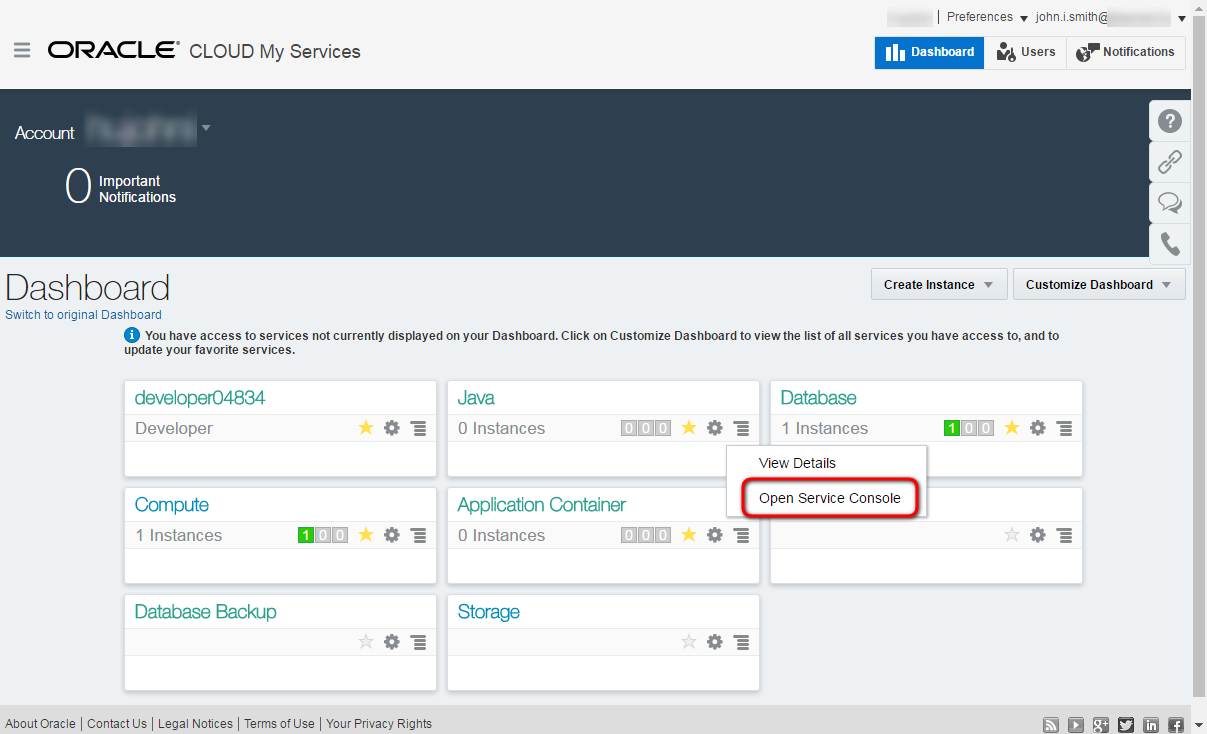 Preferences
john.i.smith@
ORACLE CLOUD My Services
Dashboard
Users
Notifications
Account
0 Important
Notifications
Dashboard
Create Instance
Customize Dashboard
Switch to original Dashboard
You have access to services not currently displayed on your Dashboard. Click on Customize Dashboard to view the list of all services you have access to, and to
update your favorite services.
developer04834
Developer
Java
0 Instances 0 0 0
Database
1 Instances 1 0 0
View Details
Open Service Console
Compute
1 Instances 1 0 0
Application Container
0 Instances 0 0 0
Database Backup
Storage
About Oracle | Contact Us | Legal Notices | Terms of Use | Your Privacy Rights